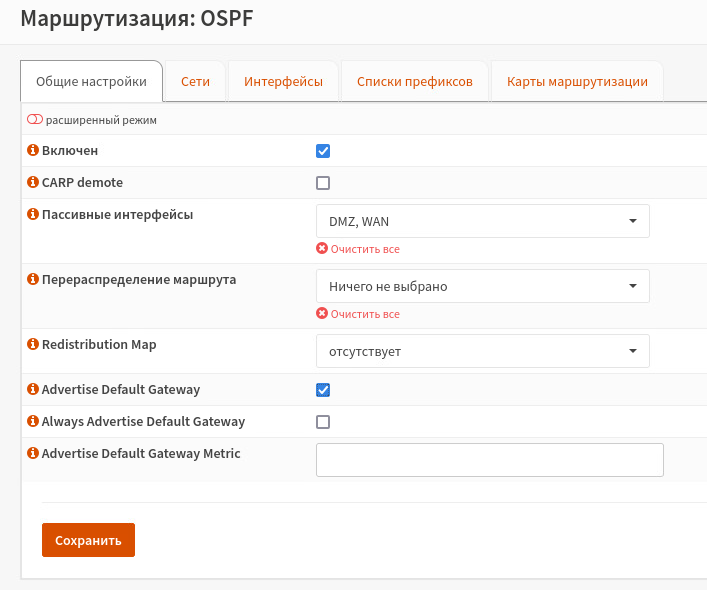 Маршрутизация: OSPF
Общие настройки
Сети
Интерфейсы
Списки префиксов
Карты маршрутизации
расширенный режим
Включен
CARP demote
Пассивные интерфейсы
DMZ, WAN
Очистить все
Перераспределение маршрута
Ничего не выбрано
Очистить все
Redistribution Map
отсутствует
Advertise Default Gateway
Always Advertise Default Gateway
Advertise Default Gateway Metric
Сохранить